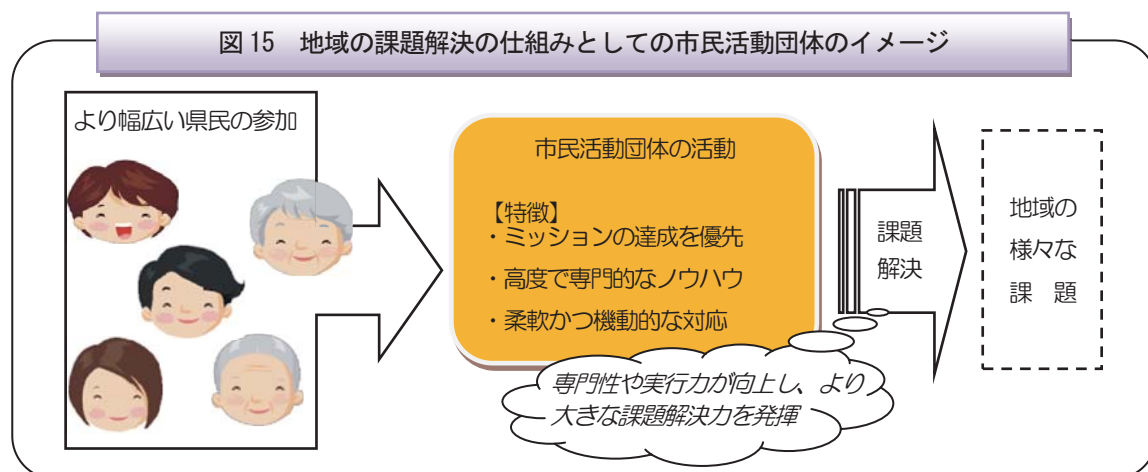 図15 地域の課題解決の仕組みとしての市民活動団体のイメージ
より幅広い県民の参加
市民活動団体の活動
【特徴】
・ミッションの達成を優先
・高度で専門的なノウハウ
・柔軟かつ機動的な対応
専門性や実行力が向上し、より
大きな課題解決力を発揮
課題
解決
地域の
様々な
課　題